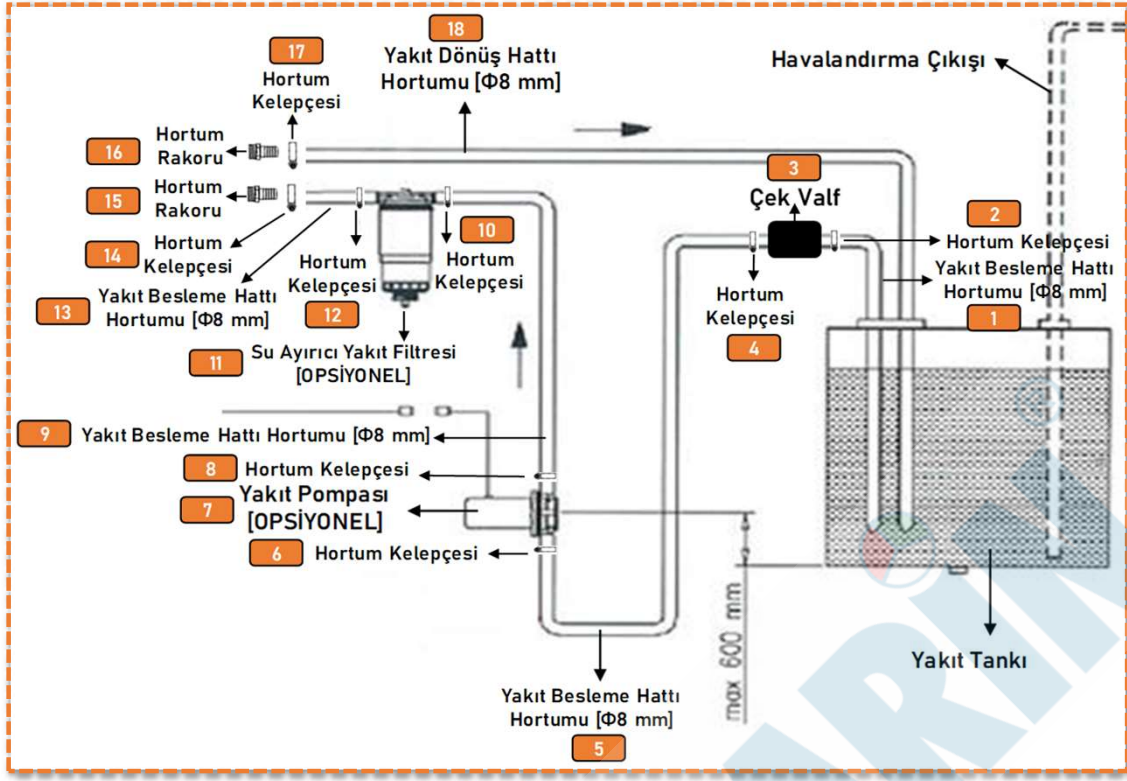 18
Yakıt Dönüş Hattı
Hortumu [Φ8 mm]
17
Hortum
Kelepçesi
Havalandırma Çıkışı
16
Hortum
Rakoru
15
Hortum
Rakoru
3
Çek Valf
2
Hortum Kelepçesi
Yakıt Besleme Hattı
Hortumu [Φ8 mm]
1
14
Hortum
Kelepçesi
10
Hortum
Kelepçesi
Hortum
Kelepçesi
12
13
Yakıt Besleme Hattı
Hortumu [Φ8 mm]
Hortum
Kelepçesi
4
11
Su Ayırıcı Yakıt Filtresi
[OPSİYONEL]
9
Yakıt Besleme Hattı Hortumu [Φ8 mm]
8
Hortum Kelepçesi
7
Yakıt Pompası
[OPSİYONEL]
6
Hortum Kelepçesi
max 600 mm
Yakıt Tankı
Yakıt Besleme Hattı
Hortumu [Φ8 mm]
5